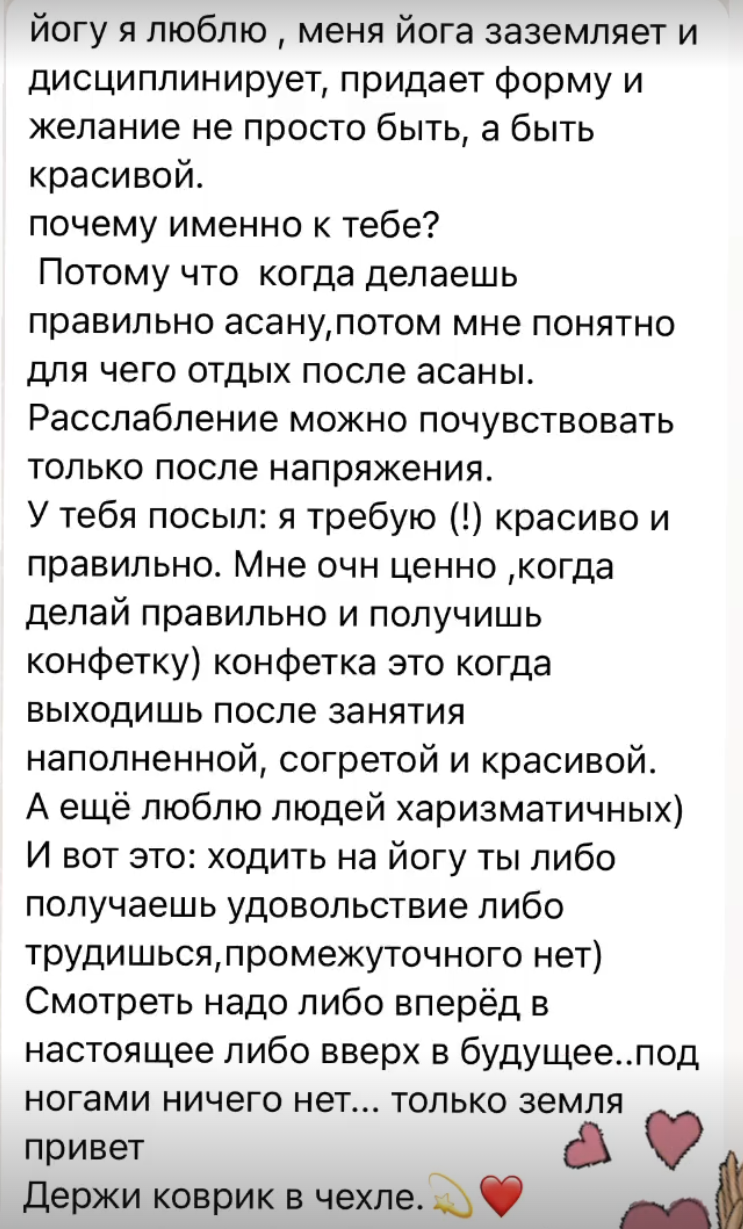 йогу я люблю , меня йога заземляет и
дисциплинирует, придает форму и
желание не просто быть, а быть
красивой.
почему именно к тебе?
Потому что  когда делаешь
правильно асану,потом мне понятно
для чего отдых после асаны.
Расслабление можно почувствовать
только после напряжения.
У тебя посыл: я требую (!) красиво и
правильно. Мне очн ценно ,когда
делай правильно и получишь
конфетку) конфетка это когда
выходишь после занятия
наполненной, согретой и красивой.
А ещё люблю людей харизматичных)
И вот это: ходить на йогу ты либо
получаешь удовольствие либо
трудишься,промежуточного нет)
Смотреть надо либо вперёд в
настоящее либо вверх в будущее..под
ногами ничего нет... только земля
привет
Держи коврик в чехле.💫❤️